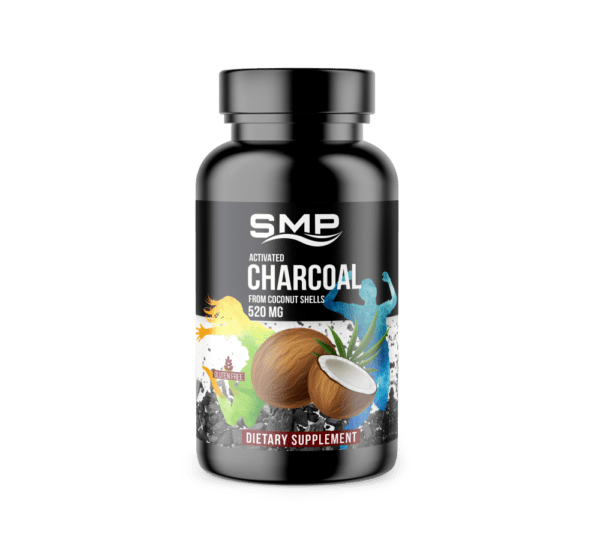 SMP
ACTIVATED
CHARCOAL
FROM COCONUT SHELLS
520 MG
GLUTEN FREE
DIETARY SUPPLEMENT